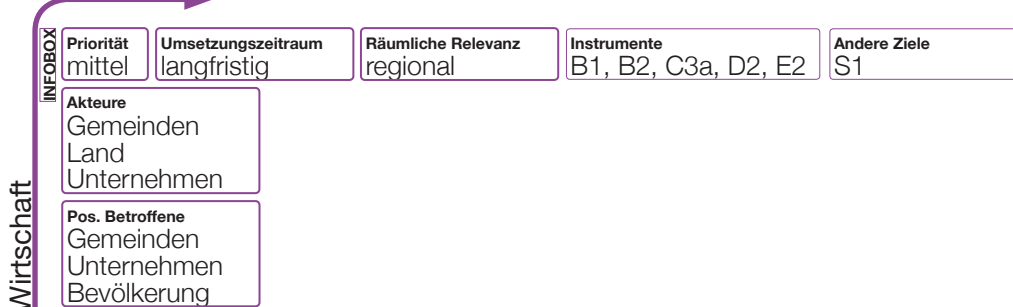 INFOBOX
Priorität
mittel
Umsetzungszeitraum
langfristig
Räumliche Relevanz
regional
Instrumente
B1, B2, C3a, D2, E2
Andere Ziele
S1
Akteure
Gemeinden
Land
Unternehmen
Pos. Betroffene
Gemeinden
Unternehmen
Bevölkerung
Wirtschaft